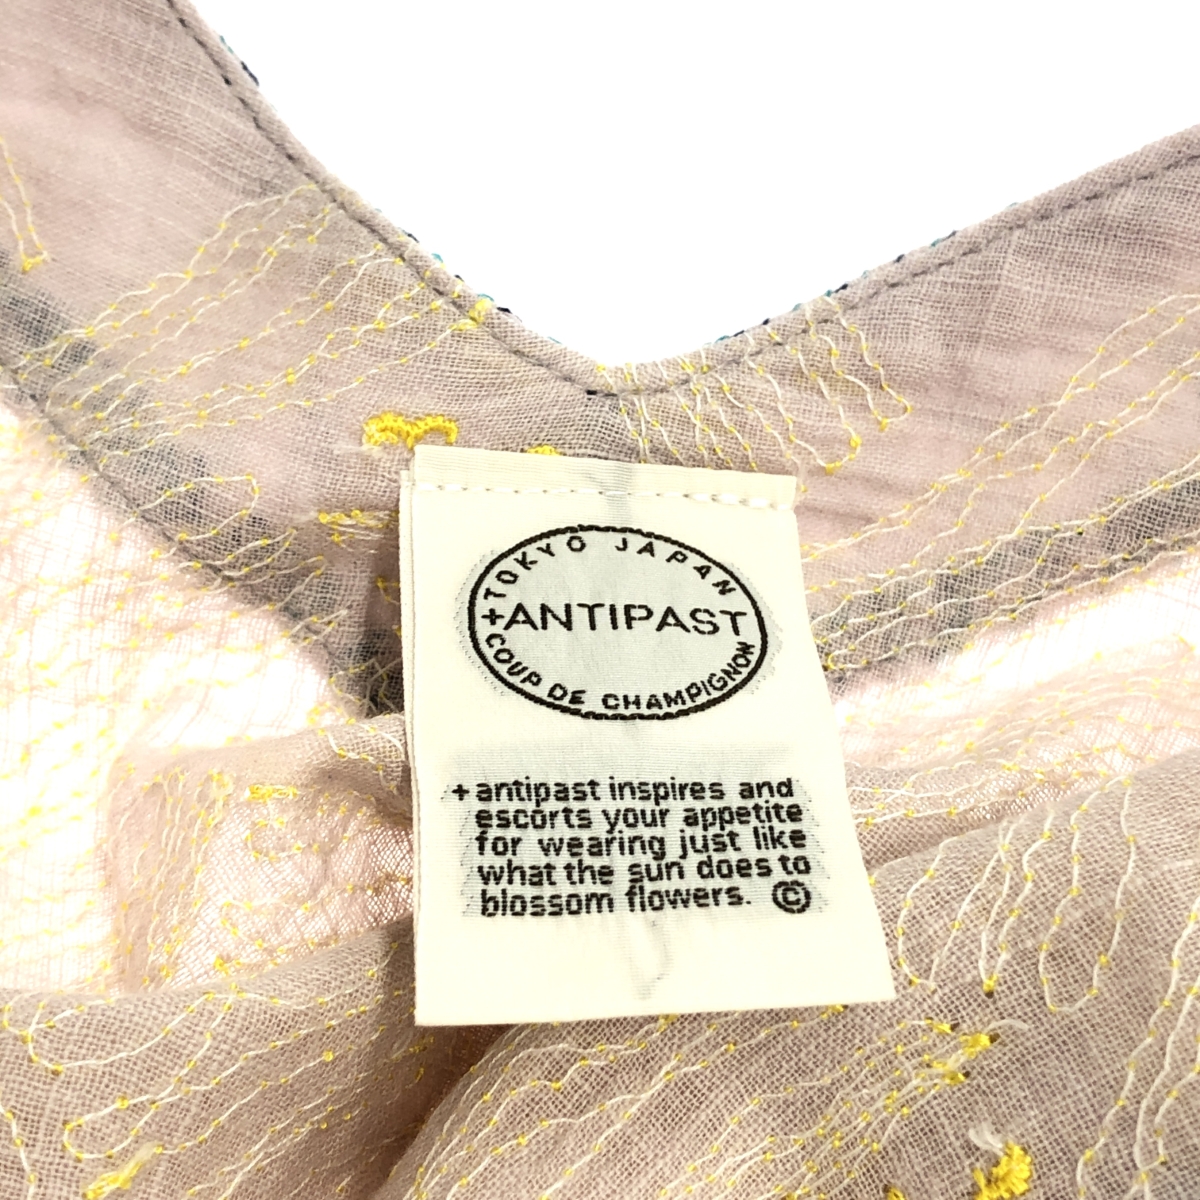 TOKYO JAPAN
+ANTIPAST
COUP DE CHAMPIGNON
+antipast inspires and
escorts your appetite
for wearing just like
what the sun does to
blossom flowers. ©